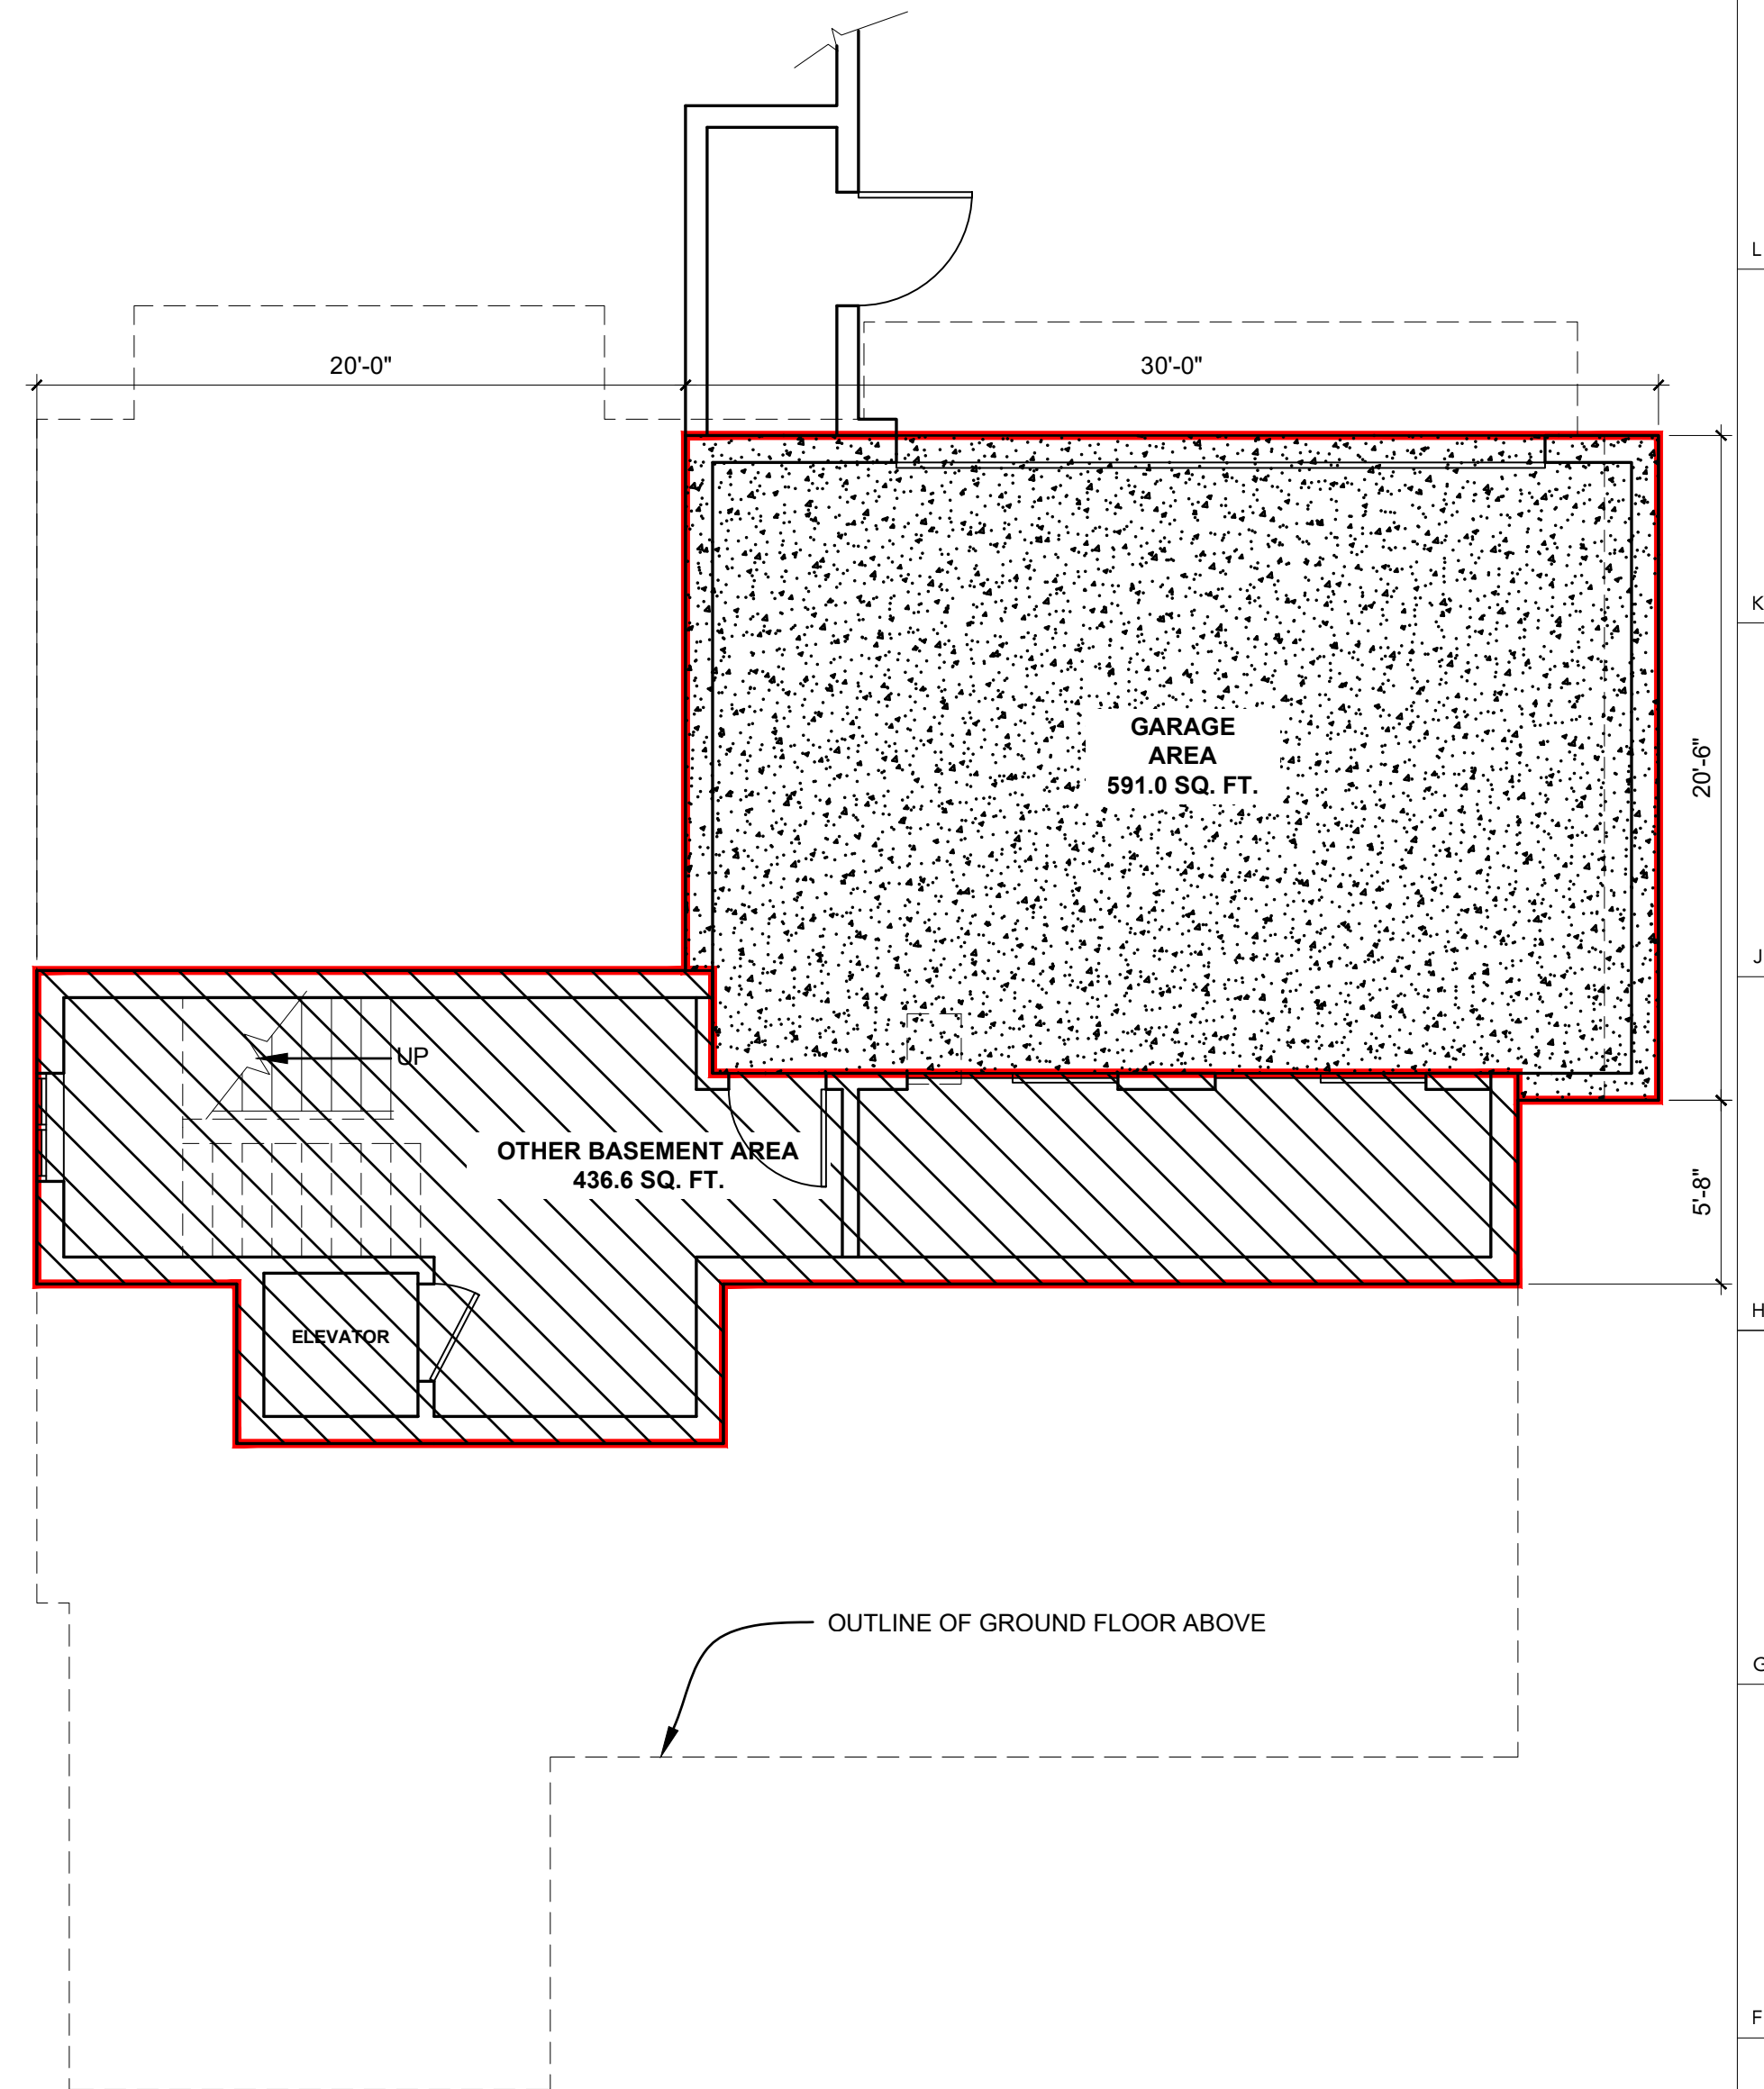 L
20'-0"
30'-0"
K
GARAGE
AREA
591.0 SQ. FT.
20'-6"
J
UP
OTHER BASEMENT AREA
436.6 SQ. FT.
5'-8"
H
ELEVATOR
OUTLINE OF GROUND FLOOR ABOVE
G
F